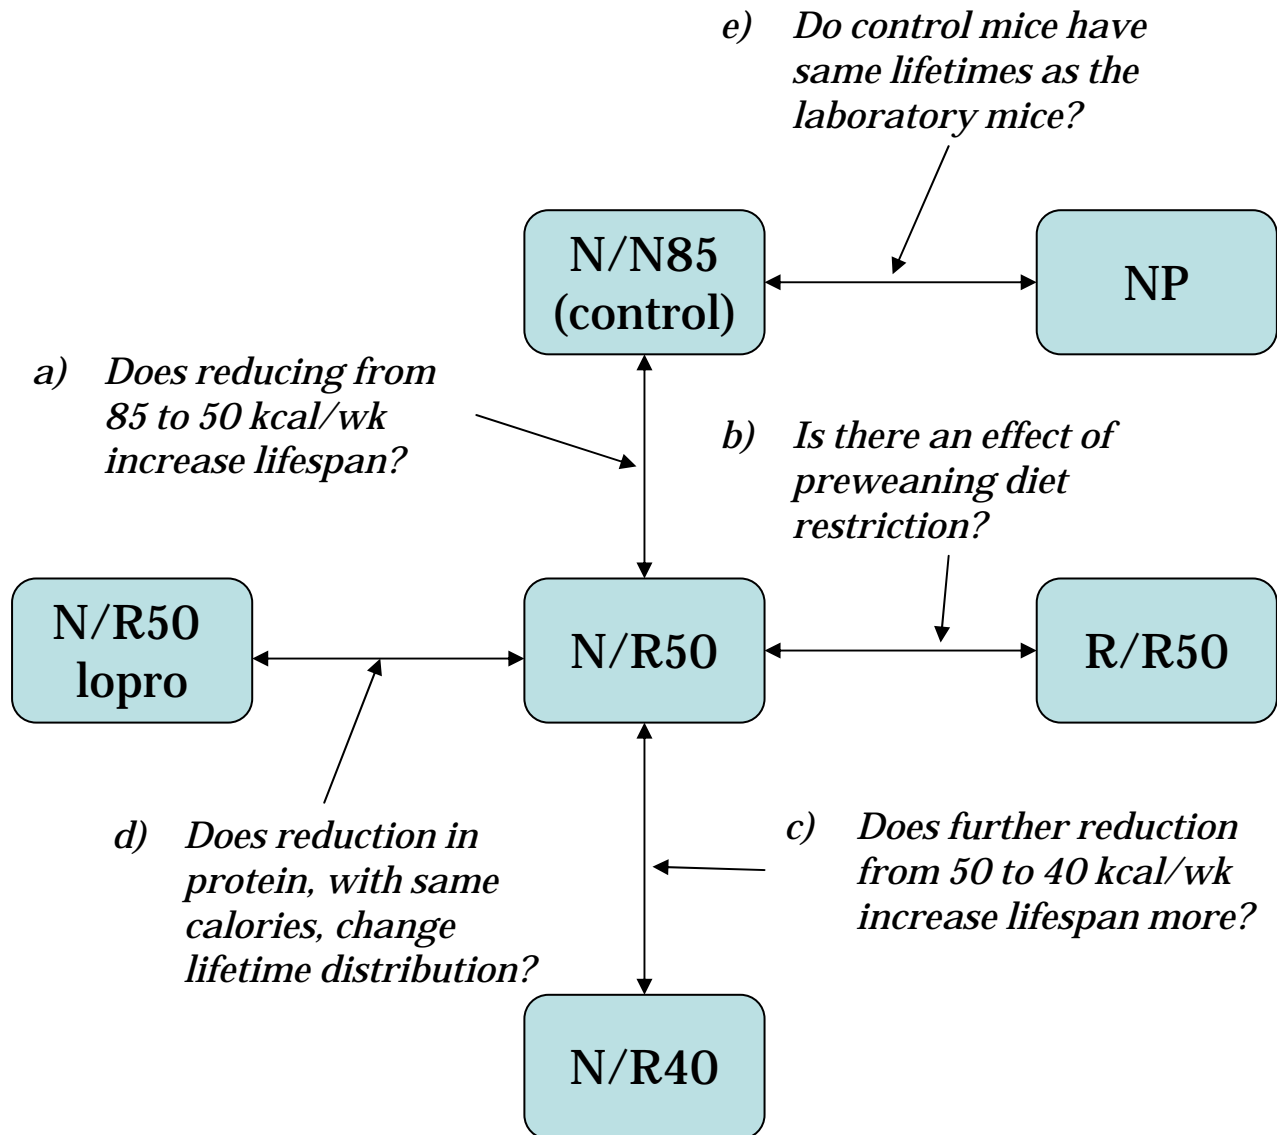 e) Do control mice have
same lifetimes as the
laboratory mice?
N/N85
(control)
NP
a) Does reducing from
85 to 50 kcal/wk
increase lifespan?
b) Is there an effect of
preweaning diet
restriction?
N/R50
lopro
N/R50
R/R50
d) Does reduction in
protein, with same
calories, change
lifetime distribution?
c) Does further reduction
from 50 to 40 kcal/wk
increase lifespan more?
N/R40